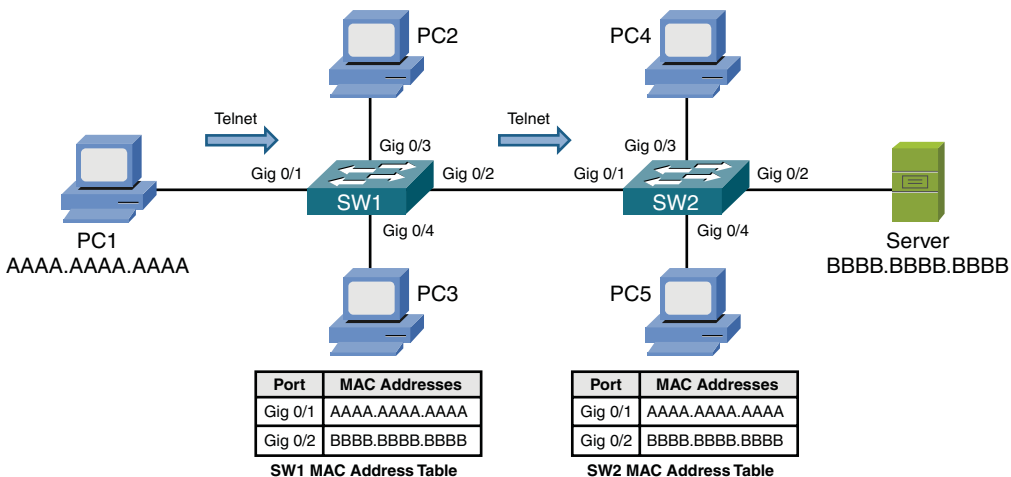 PC2
PC4
Telnet
Telnet
Gig 0/3
Gig 0/3
Gig 0/1
Gig 0/2
Gig 0/1
Gig 0/2
SW1
SW2
Gig 0/4
Gig 0/4
PC1
AAAA.AAAA.AAAA
Server
BBBB.BBBB.BBBB
PC3
PC5
Port MAC Addresses
Gig 0/1 AAAA.AAAA.AAAA
Gig 0/2 BBBB.BBBB.BBBB
SW1 MAC Address Table
Port MAC Addresses
Gig 0/1 AAAA.AAAA.AAAA
Gig 0/2 BBBB.BBBB.BBBB
SW2 MAC Address Table